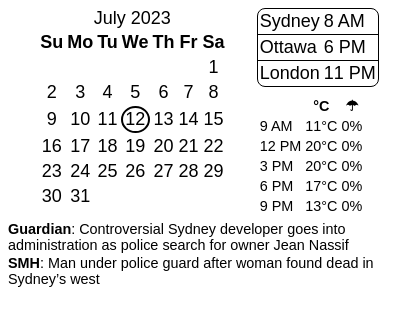 July 2023
Su Mo Tu We Th Fr Sa
1
2 3 4 5 6 7 8
9 10 11 12 13 14 15
16 17 18 19 20 21 22
23 24 25 26 27 28 29
30 31
Sydney 8 AM
Ottawa 6 PM
London 11 PM
°C ☂
9 AM 11°C 0%
12 PM 20°C 0%
3 PM 20°C 0%
6 PM 17°C 0%
9 PM 13°C 0%
Guardian: Controversial Sydney developer goes into
administration as police search for owner Jean Nassif
SMH: Man under police guard after woman found dead in
Sydney’s west